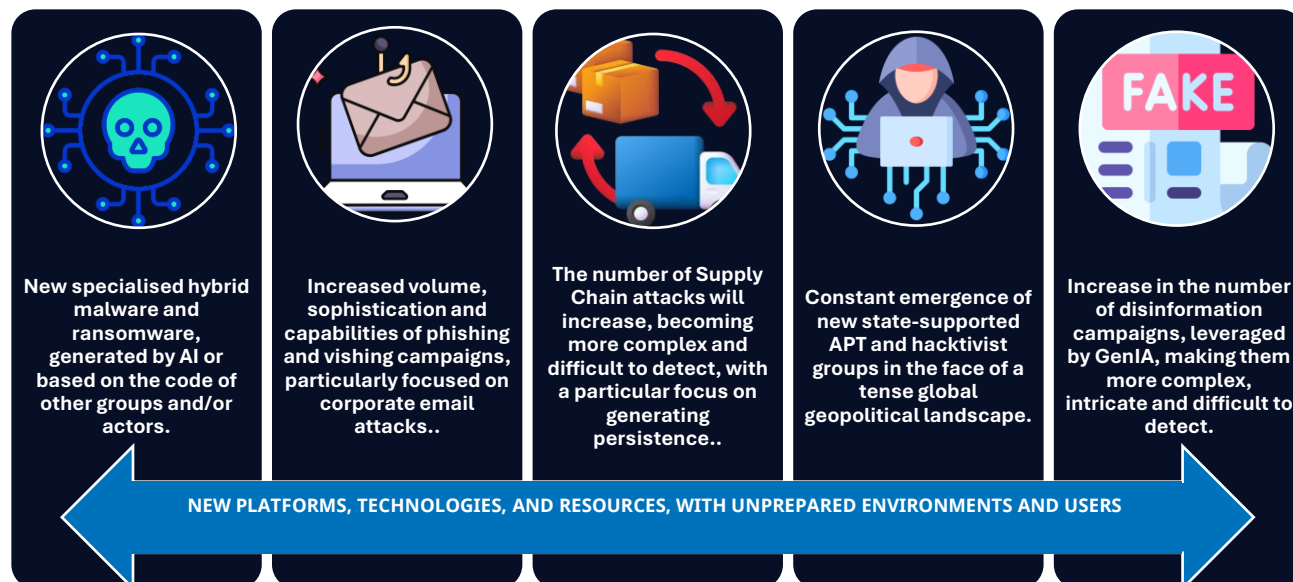 New specialised hybrid
malware and
ransomware,
generated by AI or
based on the code of
other groups and/or
actors.
Increased volume,
sophistication and
capabilities of phishing
and vishing campaigns,
particularly focused on
corporate email
attacks..
The number of Supply
Chain attacks will
increase, becoming
more complex and
difficult to detect, with
a particular focus on
generating
persistence..
Constant emergence of
new state-supported
APT and hacktivist
groups in the face of a
tense global
geopolitical landscape.
FAKE
Increase in the number
of disinformation
campaigns, leveraged
by GenIA, making them
more complex,
intricate and difficult to
detect.
NEW PLATFORMS, TECHNOLOGIES, AND RESOURCES, WITH UNPREPARED ENVIRONMENTS AND USERS